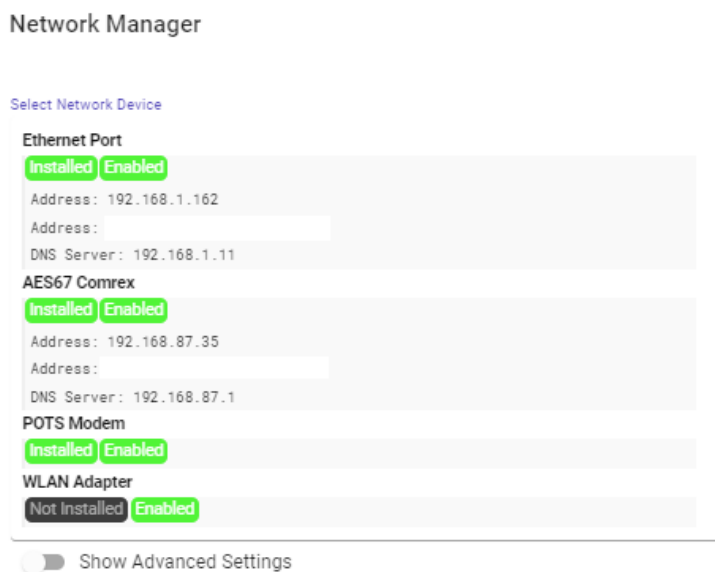 Network Manager
Select Network Device
Ethernet Port
Installed Enabled
Address: 192.168.1.162
Address:
DNS Server: 192.168.1.11
AES67 Comrex
Installed Enabled
Address: 192.168.87.35
Address:
DNS Server: 192.168.87.1
POTS Modem
Installed Enabled
WLAN Adapter
Not Installed Enabled
Show Advanced Settings